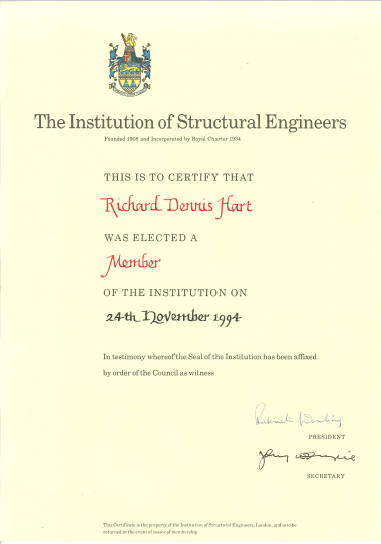 The Institution of Structural Engineers
Founded 1908 and Incorporated by Royal Charter 1934
THIS IS TO CERTIFY THAT
Richard Dennis Hart
WAS ELECTED A
Member
OF THE INSTITUTION ON
24th November 1994
In testimony whereof the Seal of the Institution has been affixed
by order of the Council as witness
PRESIDENT
SECRETARY
This Certificate is the property of the Institution of Structural Engineers, London, and is to be
returned in the event of cessor of membership